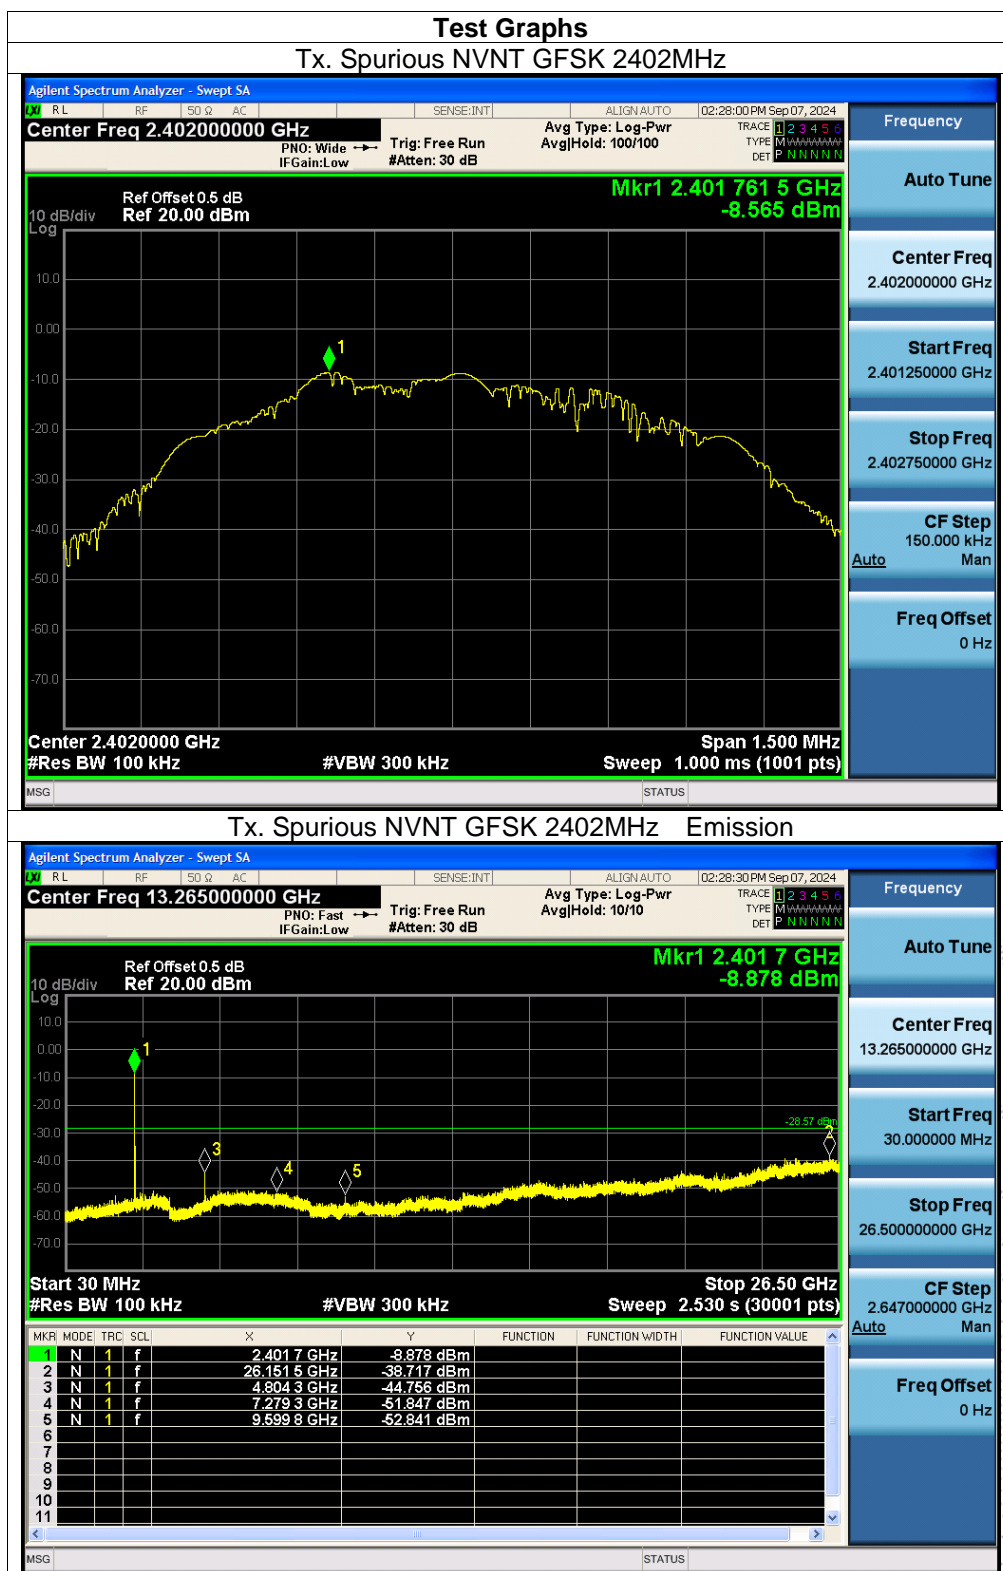 Test Graphs
Tx. Spurious NVNT GFSK 2402MHz
Agilent Spectrum Analyzer - Swept SA
LXI RL RF 50 Ω AC SENSE:INT ALIGN AUTO 02:28:00 PM Sep 07, 2024
Center Freq 2.402000000 GHz
PNO: Wide IFGain:Low
Trig: Free Run #Atten: 30 dB
Avg Type: Log-Pwr Avg|Hold: 100/100
TRACE 1 2 3 4 5 6
TYPE M WWWWW
DET P N N N N N
Frequency
Mkr1 2.401 761 5 GHz
-8.565 dBm
Ref Offset 0.5 dB
10 dB/div Ref 20.00 dBm
Log
10.0
0.00
1
-10.0
-20.0
-30.0
-40.0
-50.0
-60.0
-70.0
Center 2.4020000 GHz Span 1.500 MHz
#Res BW 100 kHz #VBW 300 kHz Sweep 1.000 ms (1001 pts)
MSG STATUS
Auto Tune
Center Freq
2.402000000 GHz
Start Freq
2.401250000 GHz
Stop Freq
2.402750000 GHz
CF Step
150.000 kHz
Auto Man
Freq Offset
0 Hz
Tx. Spurious NVNT GFSK 2402MHz Emission
Agilent Spectrum Analyzer - Swept SA
LXI RL RF 50 Ω AC SENSE:INT ALIGN AUTO 02:28:30 PM Sep 07, 2024
Center Freq 13.265000000 GHz
PNO: Fast IFGain:Low
Trig: Free Run #Atten: 30 dB
Avg Type: Log-Pwr Avg|Hold: 10/10
TRACE 1 2 3 4 5 6
TYPE M WWWWW
DET P N N N N N
Frequency
Mkr1 2.401 7 GHz
-8.878 dBm
Ref Offset 0.5 dB
10 dB/div Ref 20.00 dBm
Log
10.0
0.00
1
-10.0
-20.0
-28.57 dBm
-30.0
2
3
-40.0
4
5
-50.0
-60.0
-70.0
Start 30 MHz Stop 26.50 GHz
#Res BW 100 kHz #VBW 300 kHz Sweep 2.530 s (30001 pts)
MKR MODE TRC SCL X Y FUNCTION FUNCTION WIDTH FUNCTION VALUE
1 N 1 f 2.401 7 GHz -8.878 dBm
2 N 1 f 26.151 5 GHz -38.717 dBm
3 N 1 f 4.804 3 GHz -44.756 dBm
4 N 1 f 7.279 3 GHz -51.847 dBm
5 N 1 f 9.599 8 GHz -52.841 dBm
6
7
8
9
10
11
MSG STATUS
Auto Tune
Center Freq
13.265000000 GHz
Start Freq
30.000000 MHz
Stop Freq
26.500000000 GHz
CF Step
2.647000000 GHz
Auto Man
Freq Offset
0 Hz